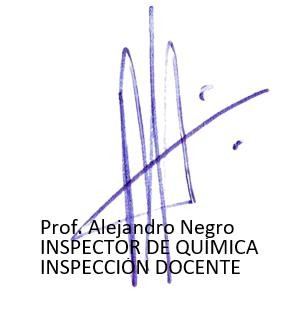 Prof. Alejandro Negro
INSPECTOR DE QUÍMICA
INSPECCIÓN DOCENTE